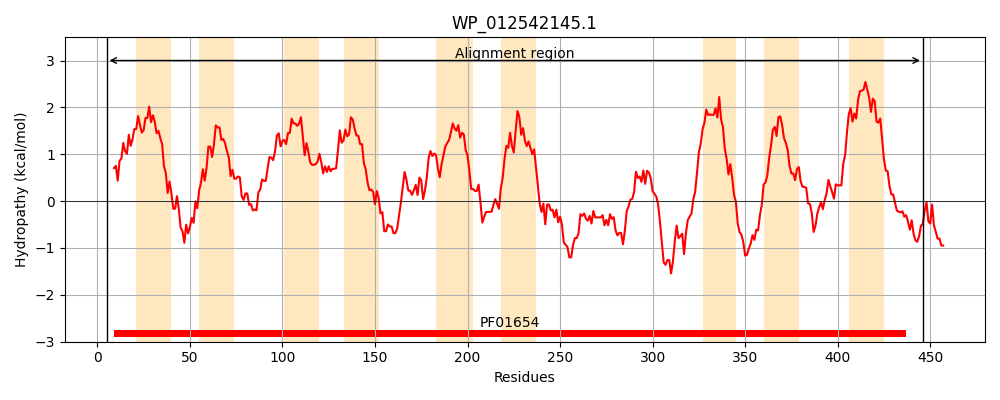 WP_012542145.1
Alignment region
PF01654
Hydropathy (kcal/mol)
3
2
1
0
−1
−2
−3
0 50 100 150 200 250 300 350 400 450
Residues